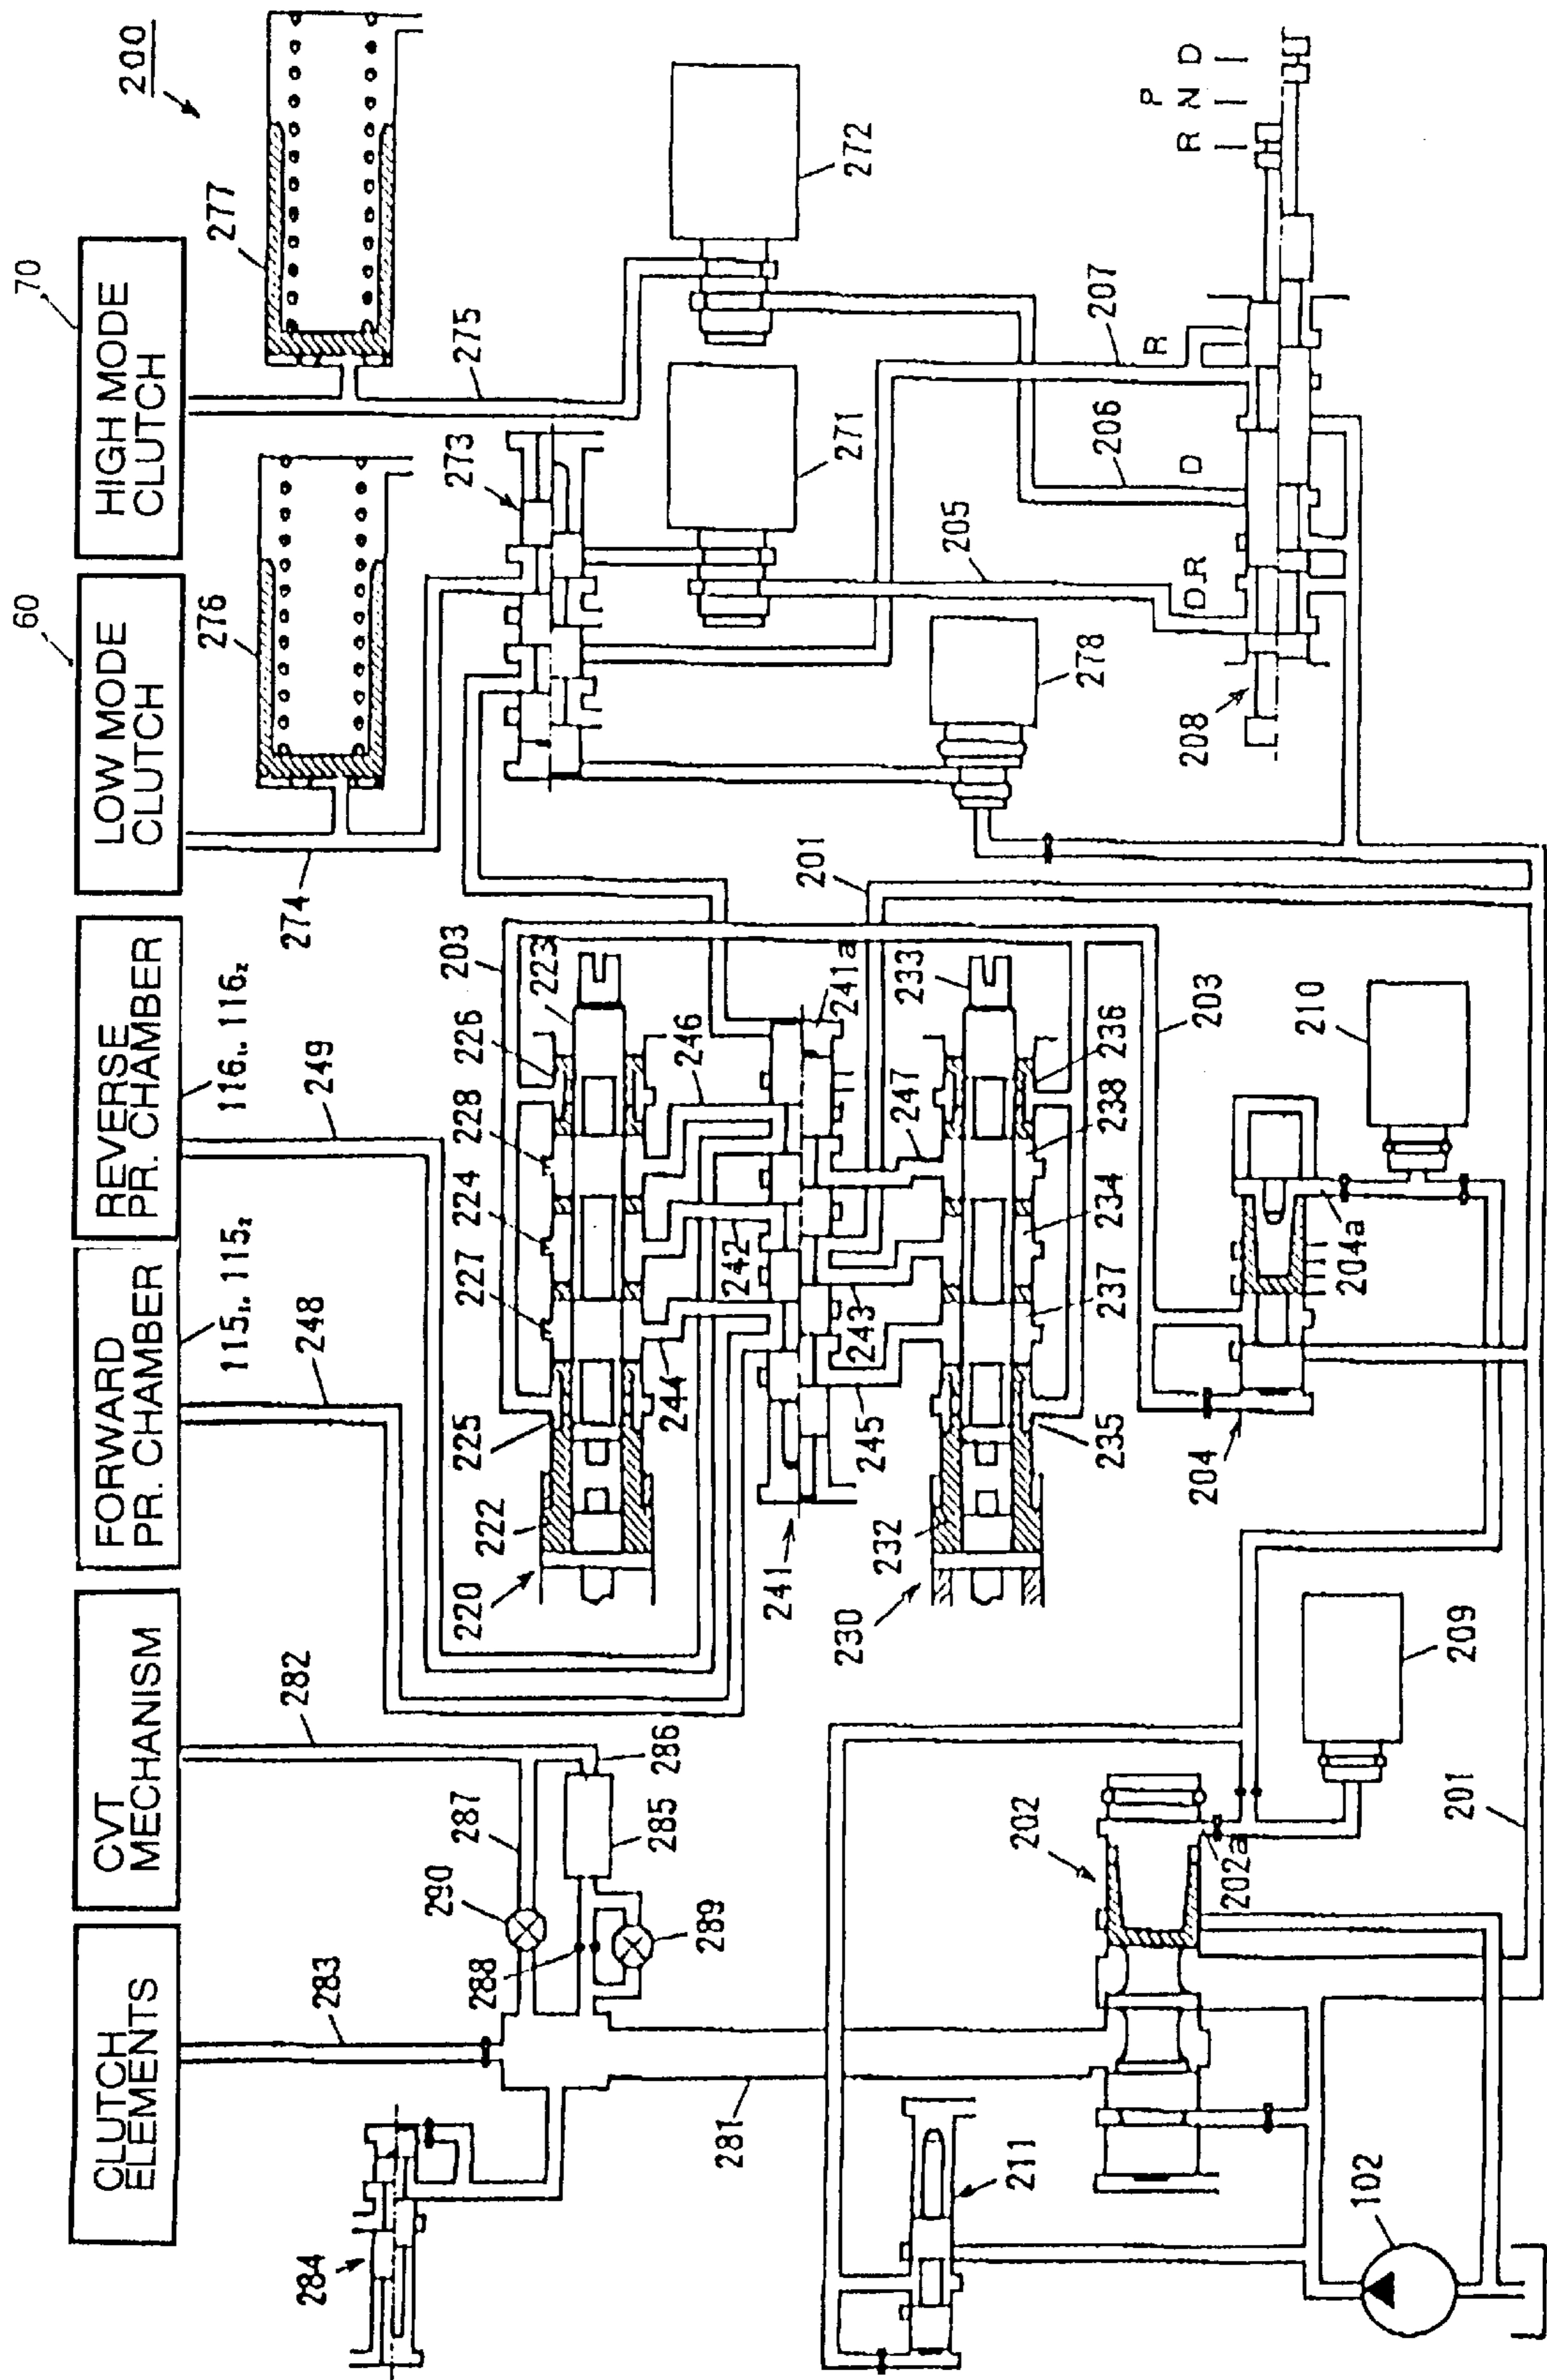 200
70
HIGH MODE
CLUTCH
277
275
272
60
LOW MODE
CLUTCH
276
274
273
271
278
205
206
207
R
D
D.R
R
P
N
D
208
REVERSE
PR. CHAMBER
116₁, 116₂
249
FORWARD
PR. CHAMBER
115₁, 115₂
248
203
223
226
228
224
227
225
222
220
246
242
244
241a
241
201
247
243
245
233
236
238
234
237
235
232
230
203
210
204a
204
CVT
MECHANISM
282
287
286
285
290
288
289
CLUTCH
ELEMENTS
283
284
281
202
202a
209
201
211
102